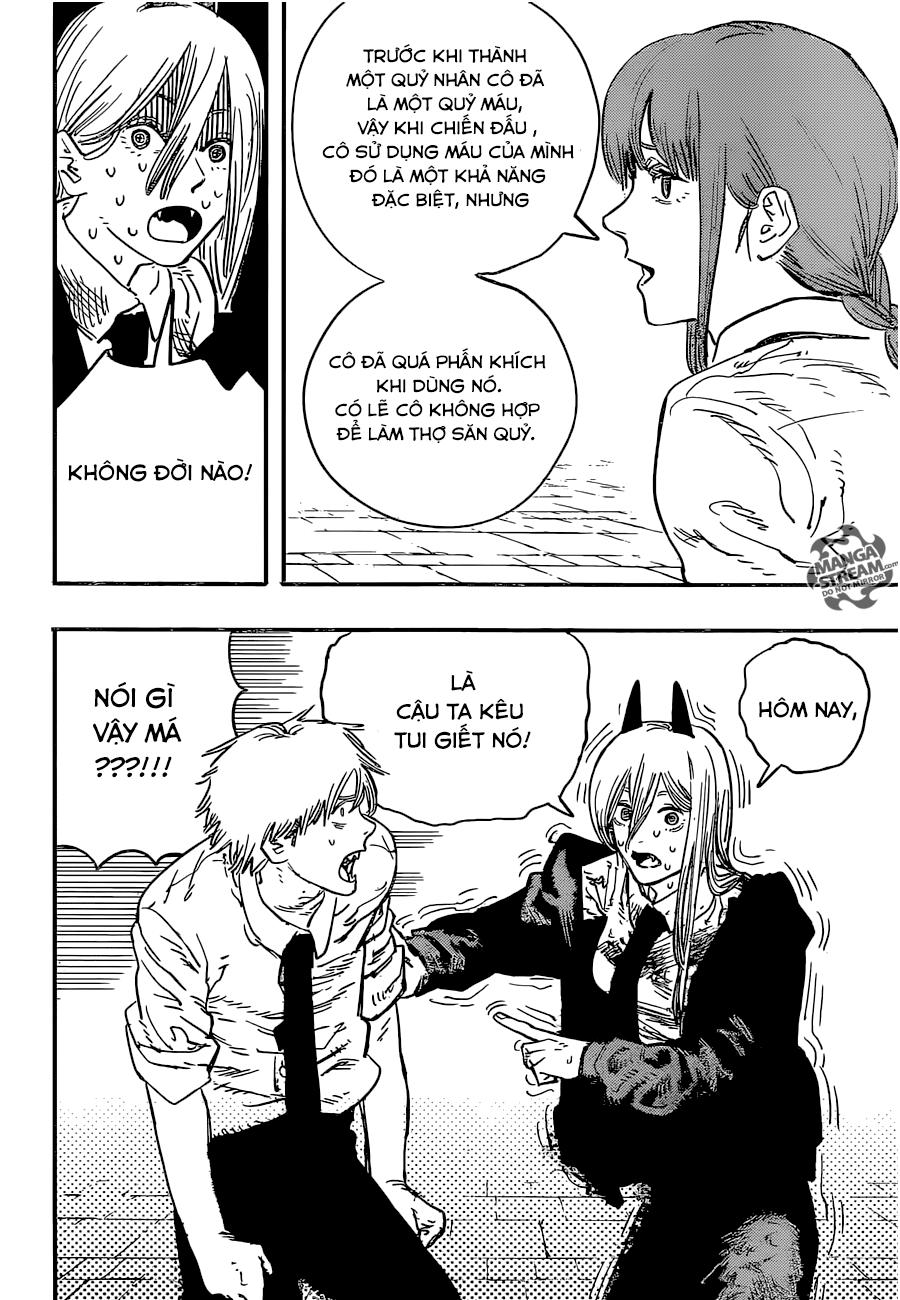 TRƯỚC KHI THÀNH
MỘT QUỶ NHÂN CÔ ĐÃ
LÀ MỘT QUỶ MÁU,
VẬY KHI CHIẾN ĐẤU ,
CÔ SỬ DỤNG MÁU CỦA MÌNH
ĐÓ LÀ MỘT KHẢ NĂNG
ĐẶC BIỆT, NHƯNG
CÔ ĐÃ QUÁ PHẤN KHÍCH
KHI DÙNG NÓ.
CÓ LẼ CÔ KHÔNG HỢP
ĐỂ LÀM THỢ SĂN QUỶ.
KHÔNG ĐỜI NÀO!
MANGA
STREAM.com
DO NOT MIRROR
HÔM NAY,
LÀ
CẬU TA KÊU
TUI GIẾT NÓ!
NÓI GÌ
VẬY MÁ
???!!!